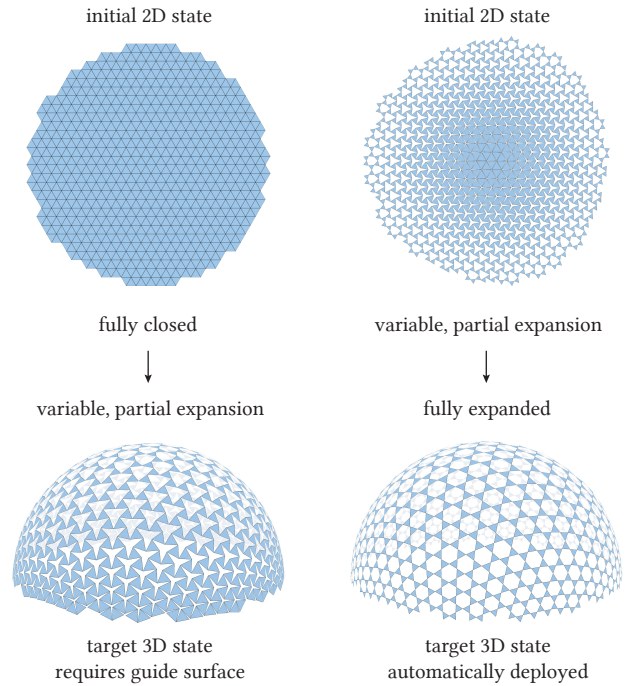 initial 2D state
initial 2D state
fully closed
variable, partial expansion
variable, partial expansion
fully expanded
target 3D state
requires guide surface
target 3D state
automatically deployed